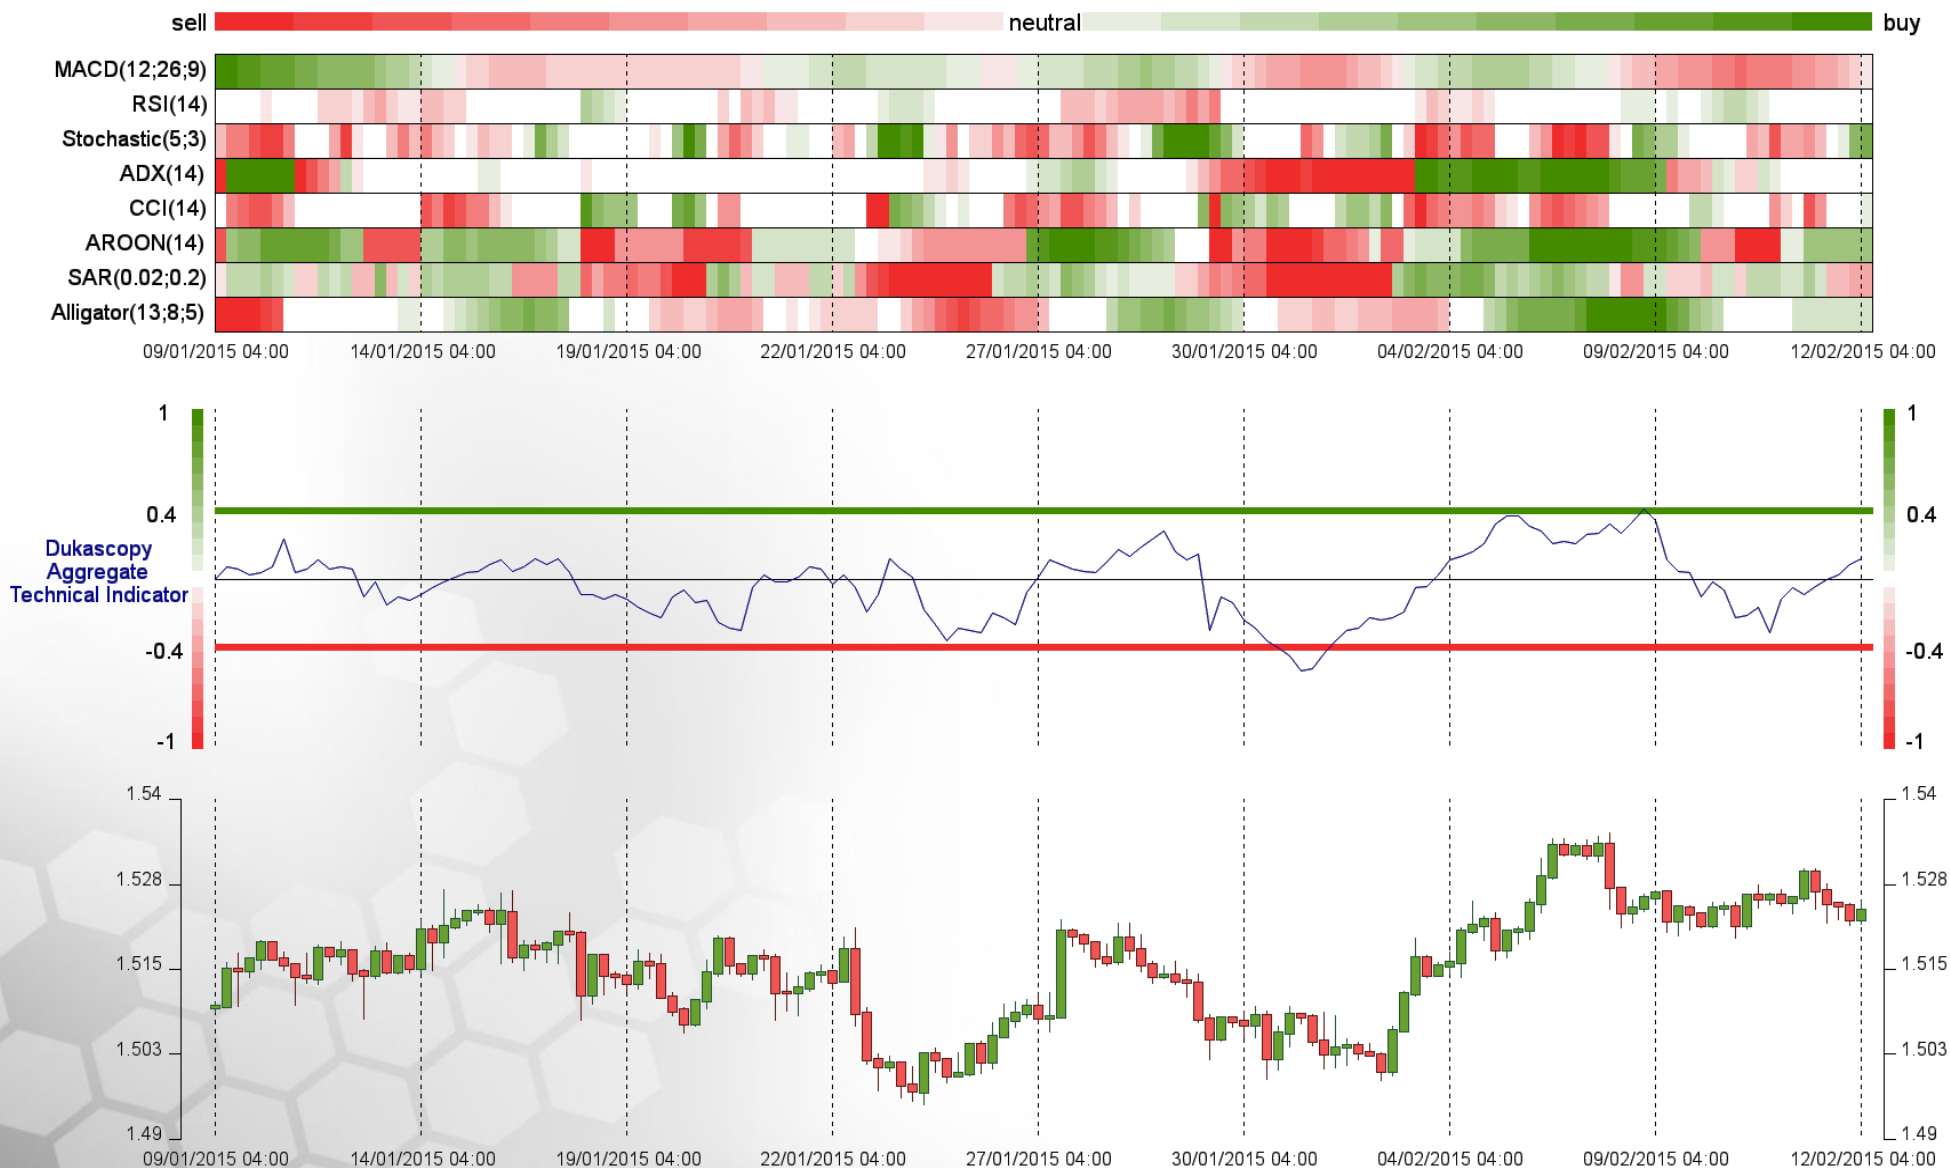 sell neutral buy
MACD(12;26;9)
RSI(14)
Stochastic(5;3)
ADX(14)
CCI(14)
AROON(14)
SAR(0.02;0.2)
Alligator(13;8;5)
09/01/2015 04:00 14/01/2015 04:00 19/01/2015 04:00 22/01/2015 04:00 27/01/2015 04:00 30/01/2015 04:00 04/02/2015 04:00 09/02/2015 04:00 12/02/2015 04:00
1 1
0.4 0.4
Dukascopy
Aggregate
Technical Indicator
-0.4 -0.4
-1 -1
1.54 1.54
1.528 1.528
1.515 1.515
1.503 1.503
1.49 1.49
09/01/2015 04:00 14/01/2015 04:00 19/01/2015 04:00 22/01/2015 04:00 27/01/2015 04:00 30/01/2015 04:00 04/02/2015 04:00 09/02/2015 04:00 12/02/2015 04:00